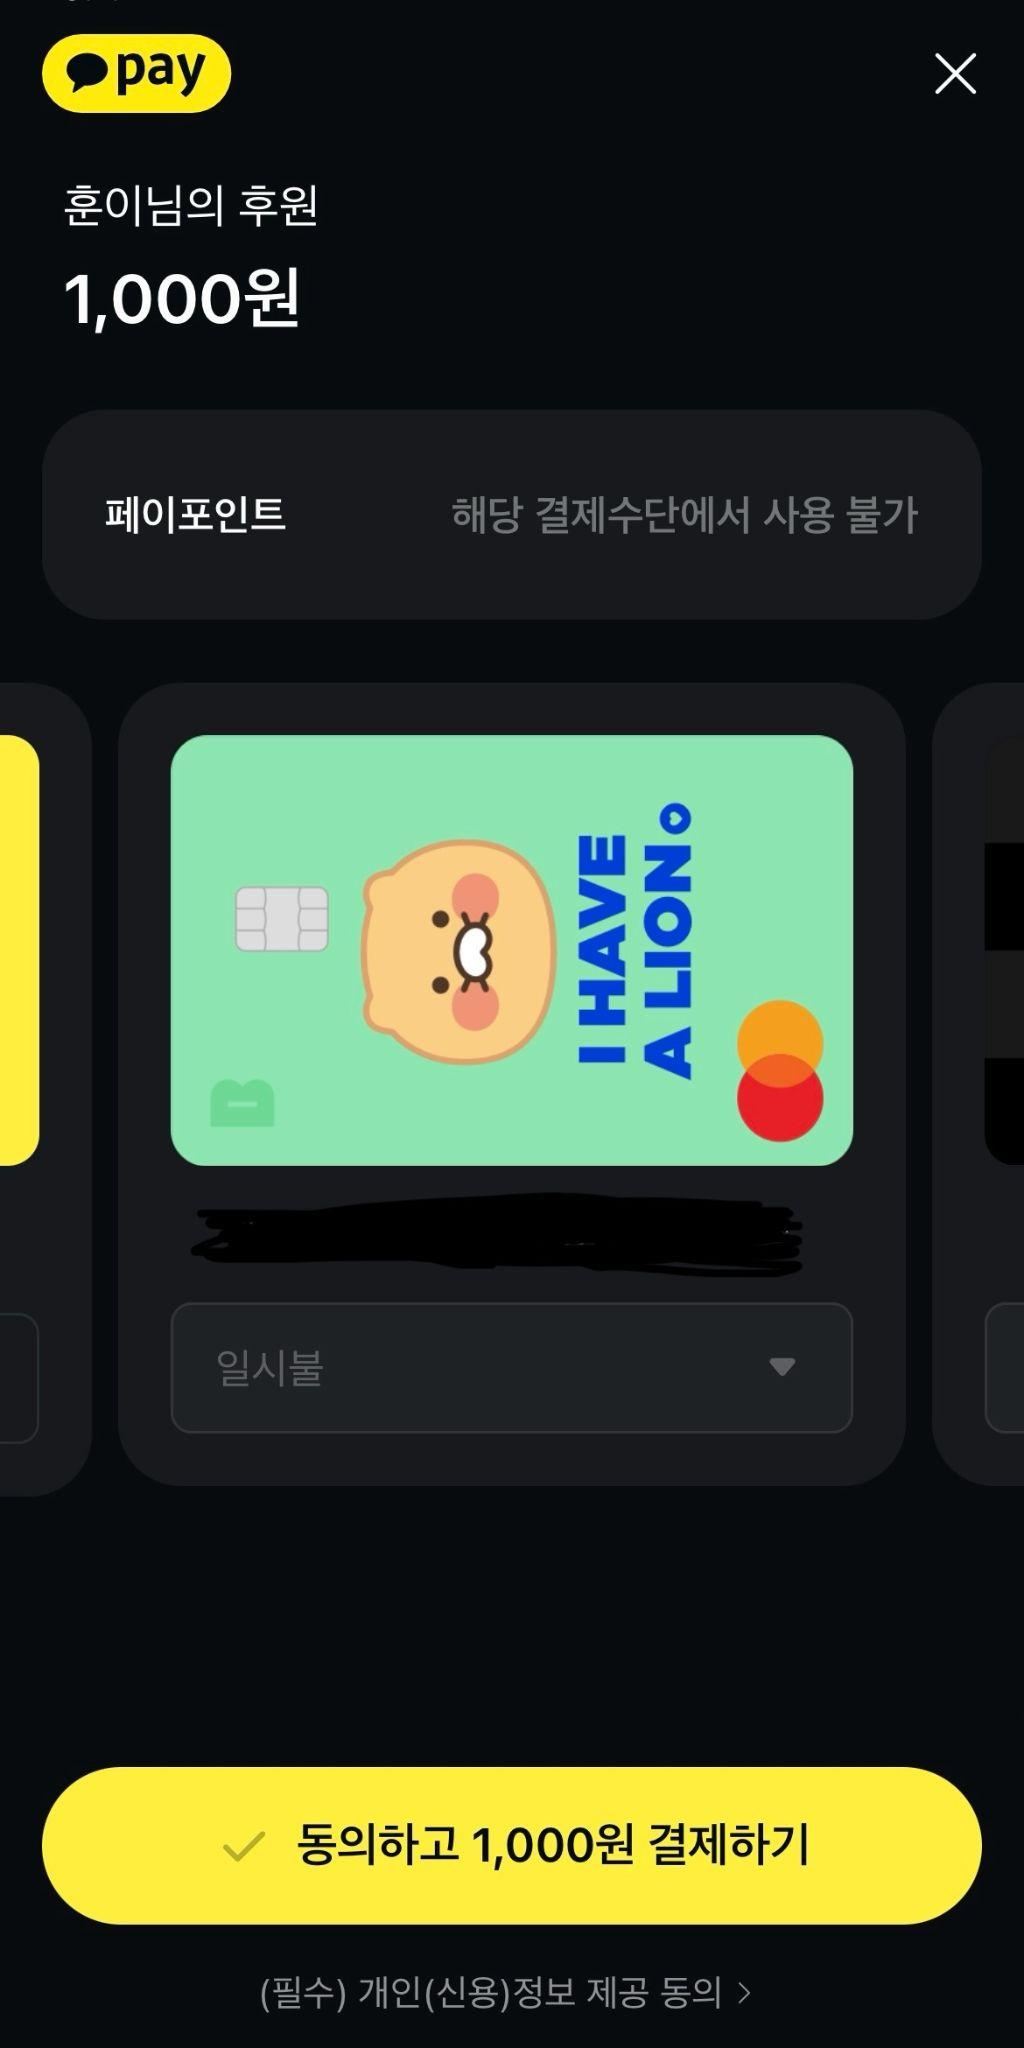 pay
훈이님의 후원
1,000원
페이포인트 해당 결제수단에서 사용 불가
I HAVE
A LION
일시불
동의하고 1,000원 결제하기
(필수) 개인(신용)정보 제공 동의 >